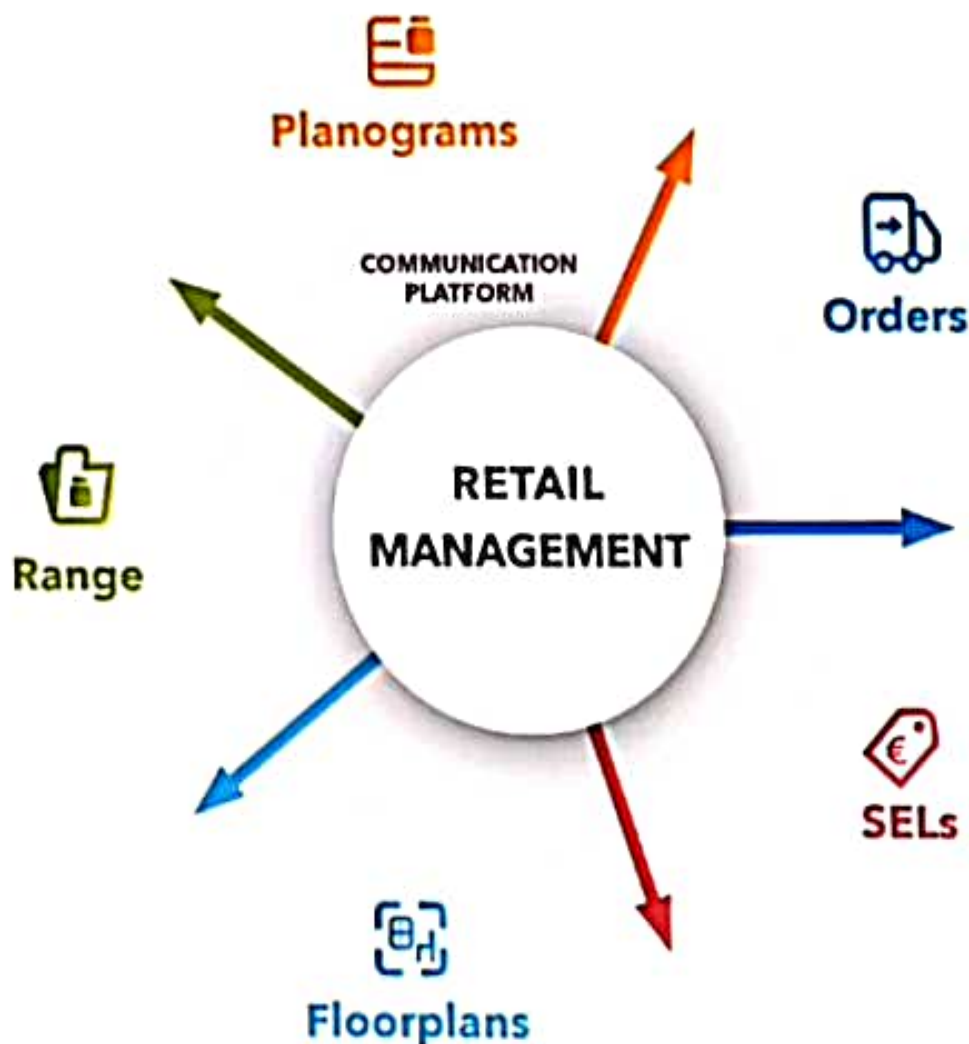 Planograms
COMMUNICATION
PLATFORM
Orders
RETAIL
MANAGEMENT
Range
€
SELs
Floorplans